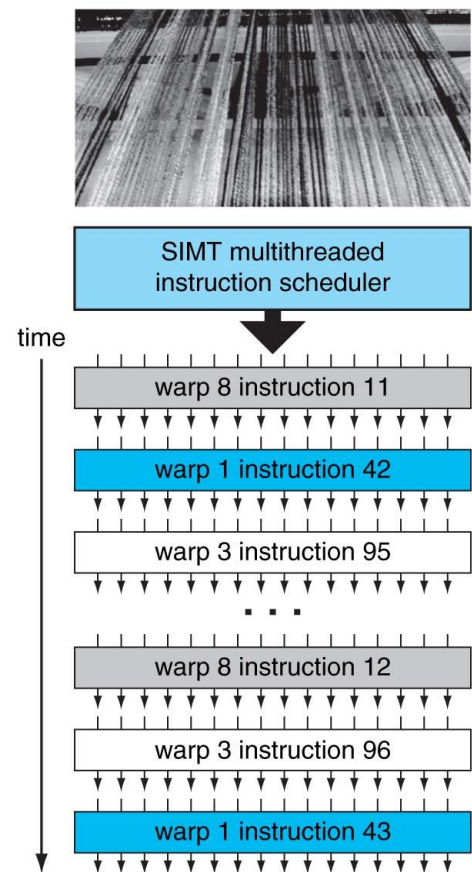 SIMT multithreaded
instruction scheduler
time
warp 8 instruction 11
warp 1 instruction 42
warp 3 instruction 95
. . .
warp 8 instruction 12
warp 3 instruction 96
warp 1 instruction 43